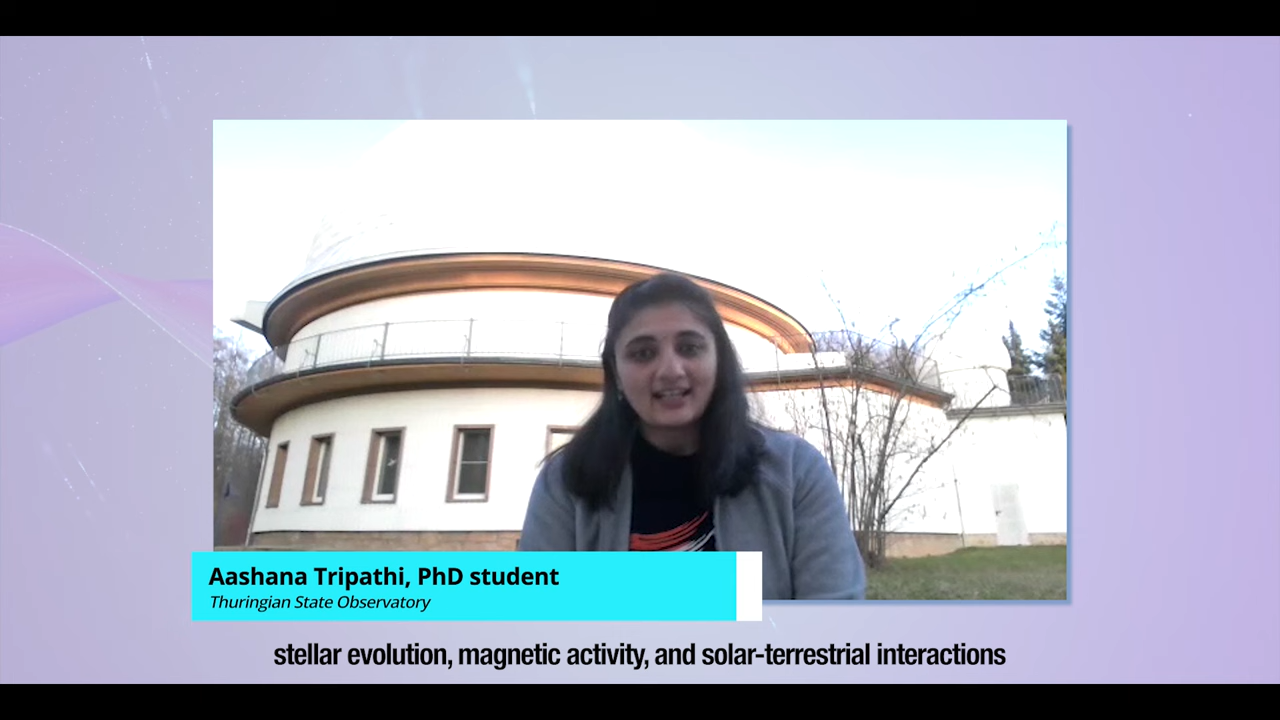 Aashana Tripathi, PhD student
Thuringian State Observatory
stellar evolution, magnetic activity, and solar-terrestrial interactions